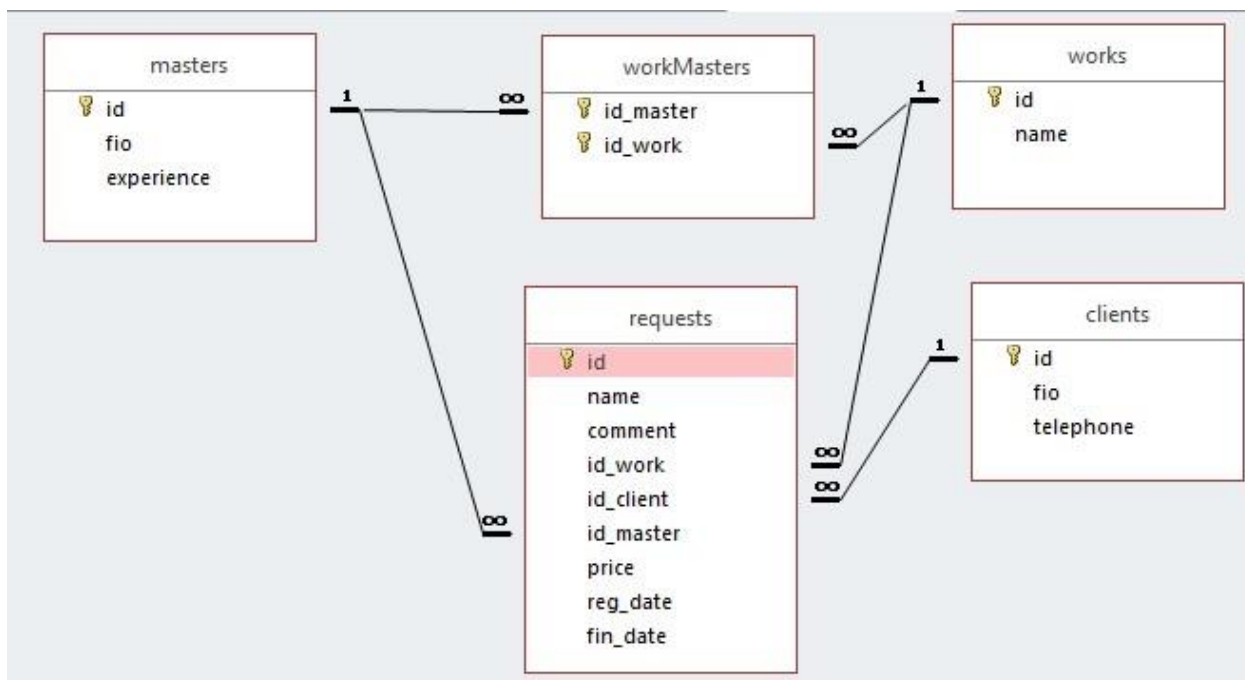 masters
id
fio
experience
1
∞
workMasters
id_master
id_work
∞
1
works
id
name
requests
id
name
comment
id_work
id_client
id_master
price
reg_date
fin_date
∞
∞
∞
1
clients
id
fio
telephone